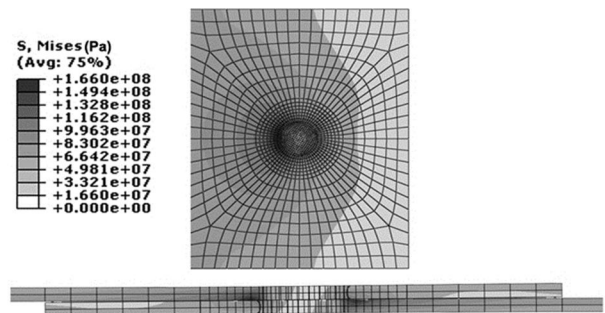 S, Mises(Pa)
(Avg: 75%)
+1.660e+08
+1.494e+08
+1.328e+08
+1.162e+08
+9.963e+07
+8.302e+07
+6.642e+07
+4.981e+07
+3.321e+07
+1.660e+07
+0.000e+00